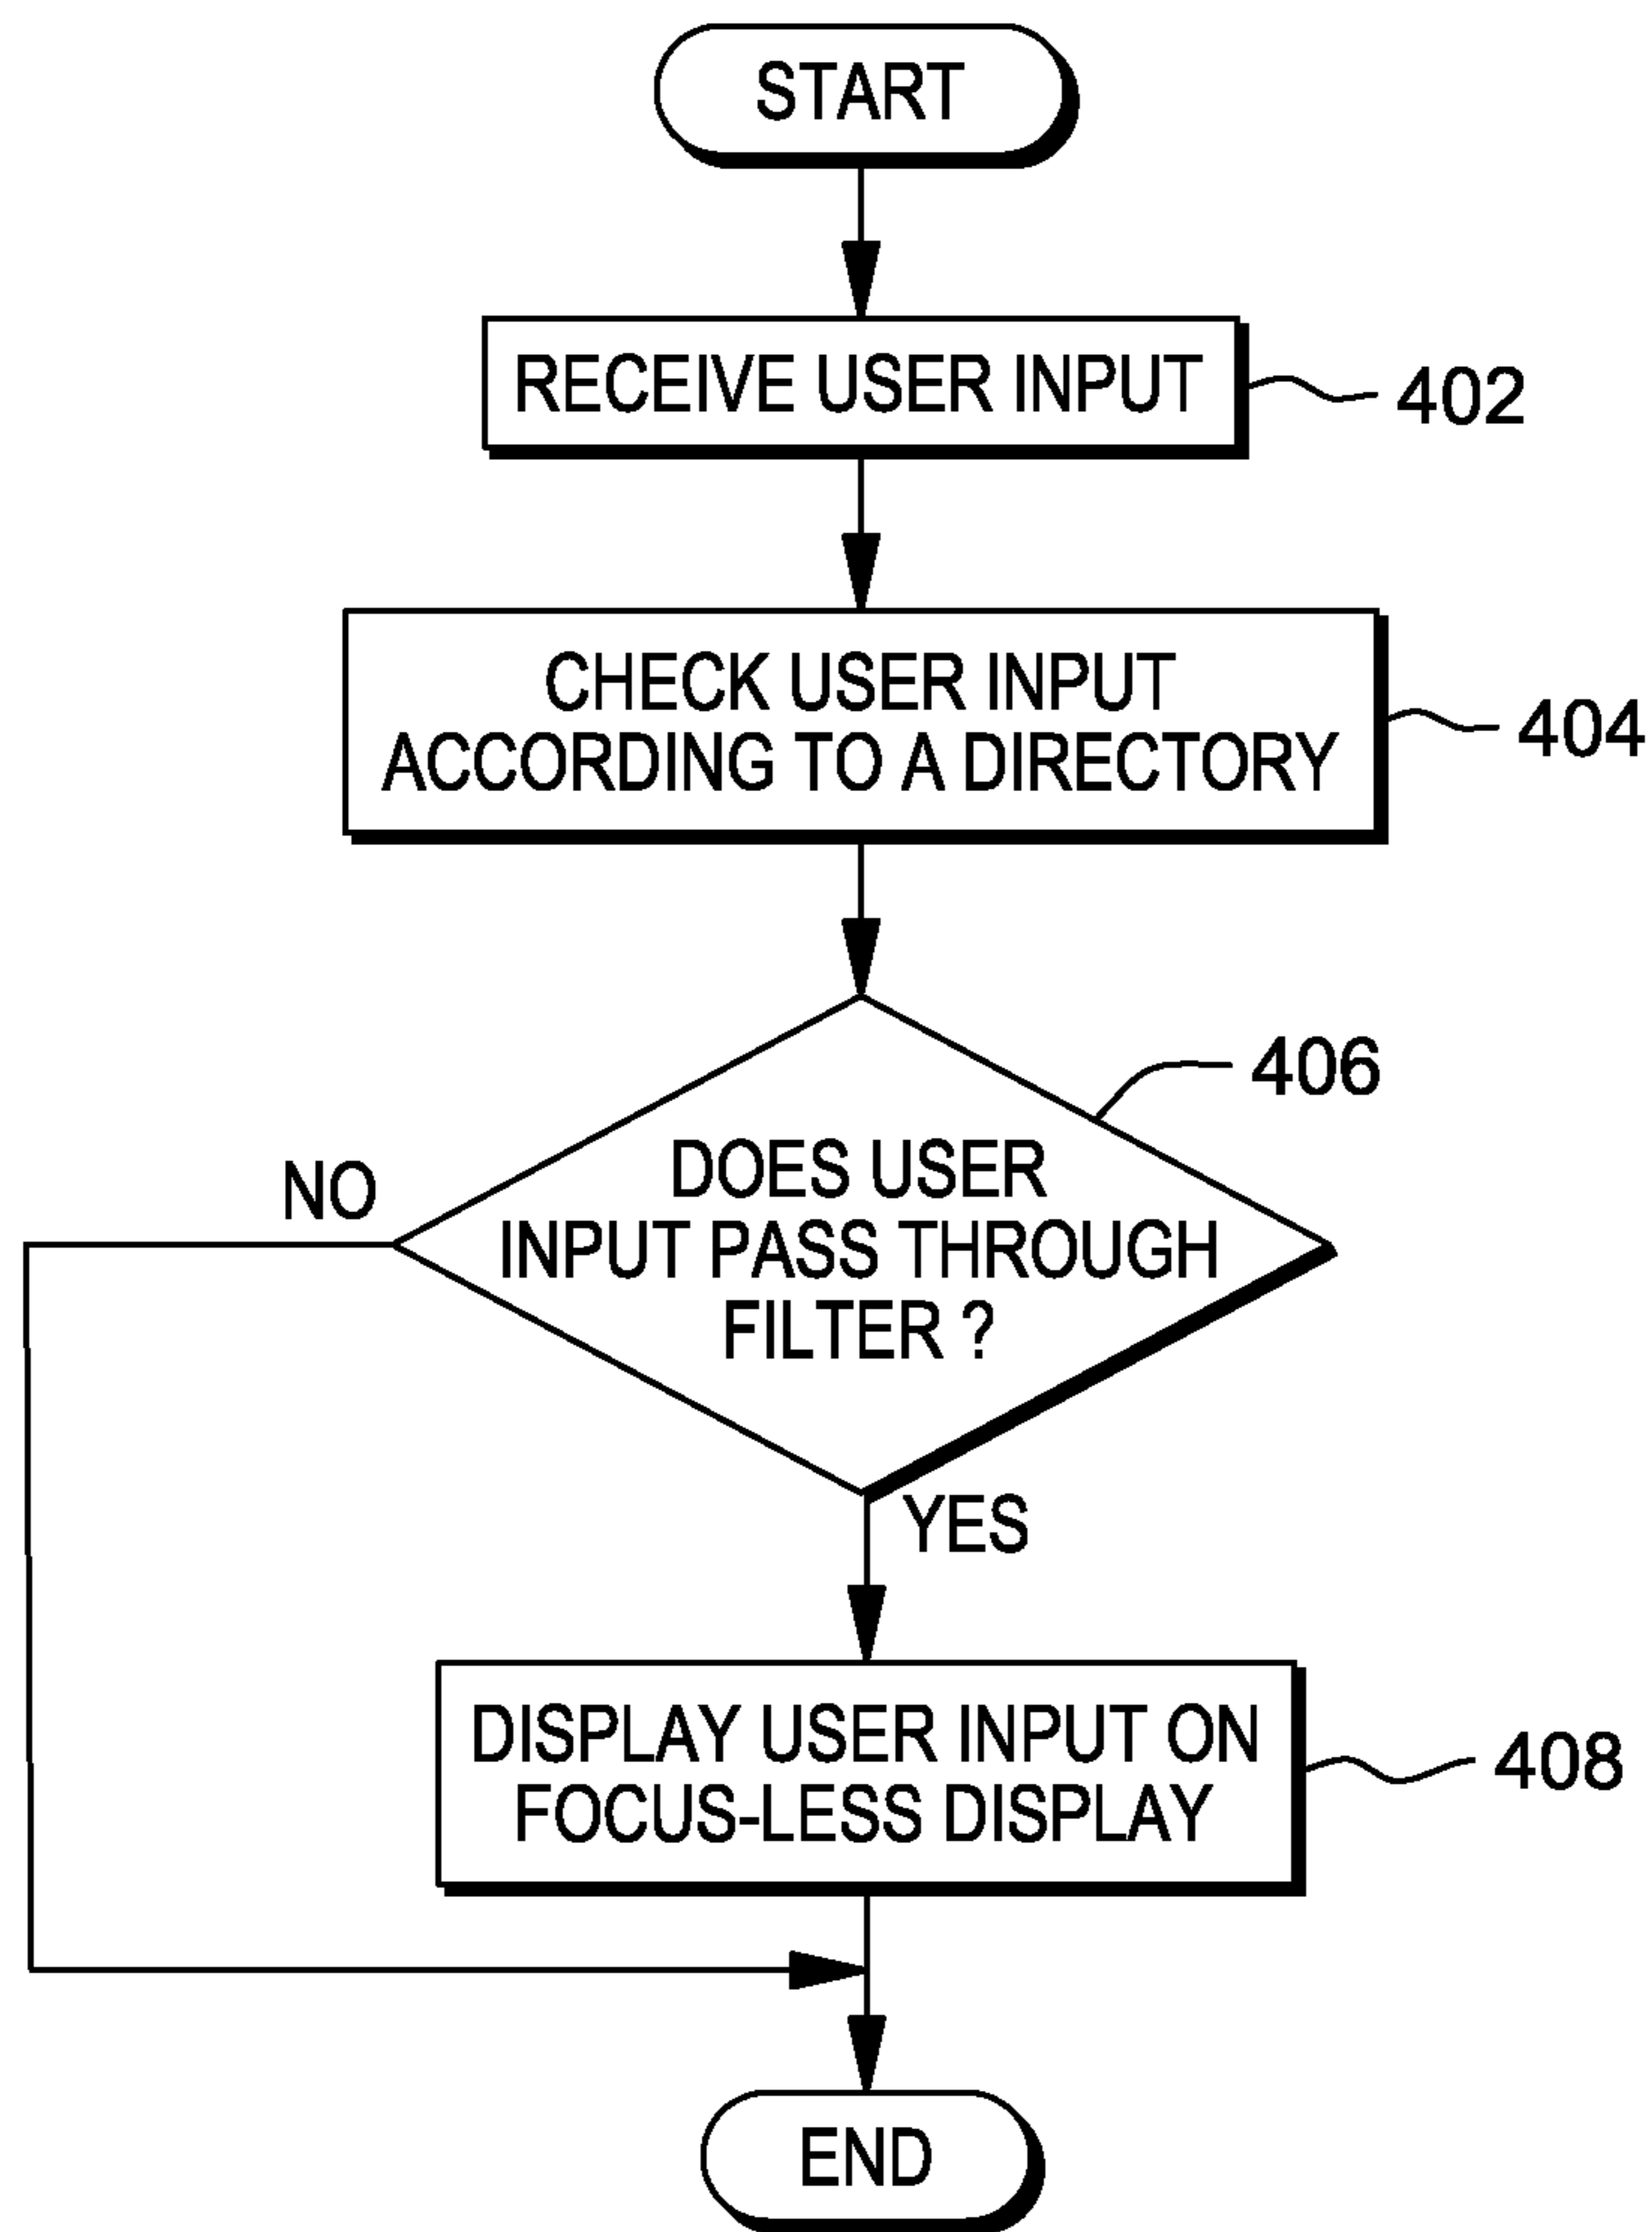 START
RECEIVE USER INPUT
402
CHECK USER INPUT
ACCORDING TO A DIRECTORY
404
406
DOES USER
INPUT PASS THROUGH
FILTER ?
NO
YES
DISPLAY USER INPUT ON
FOCUS-LESS DISPLAY
408
END